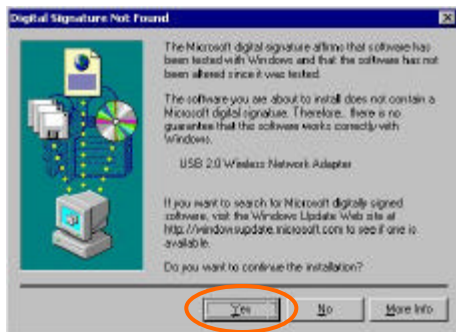 Digital Signature Not Found
The Microsoft digital signature affirms that software has
been tested with Windows and that the software has not
been altered since it was tested.
The software you are about to install does not contain a
Microsoft digital signature. Therefore, there is no
guarantee that this software works correctly with
Windows.
USB 2.0 Wireless Network Adapter
If you want to search for Microsoft digitally signed
software, visit the Windows Update Web site at
http://windowsupdate.microsoft.com to see if one is
available.
Do you want to continue the installation?
Yes No More Info